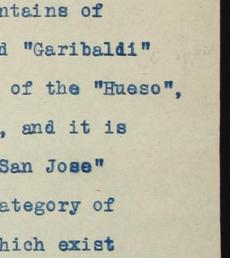 ntains of
d "Garibaldi"
of the "Hueso",
, and it is
San Jose"
ategory of
hich exist